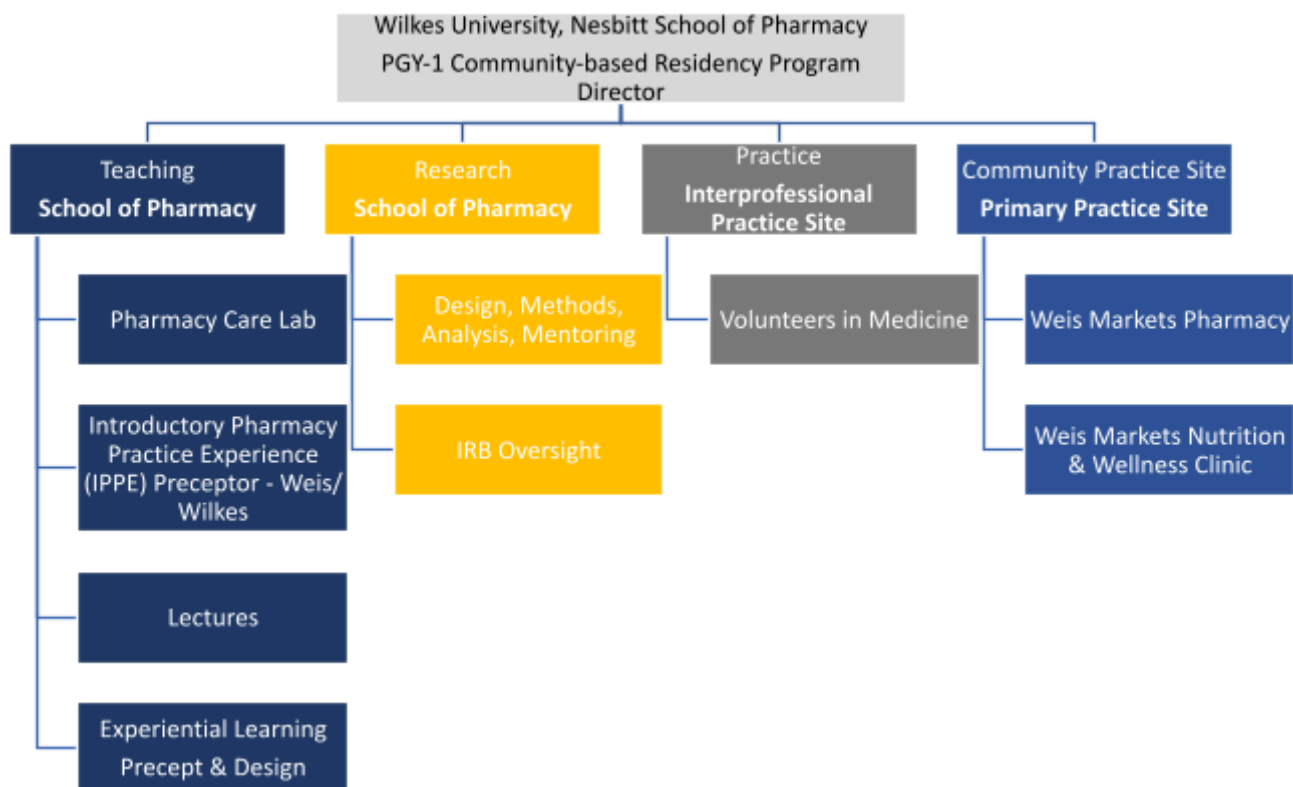 Wilkes University, Nesbitt School of Pharmacy
PGY-1 Community-based Residency Program
Director
Teaching
School of Pharmacy
Pharmacy Care Lab
Introductory Pharmacy
Practice Experience
(IPPE) Preceptor - Weis/
Wilkes
Lectures
Experiential Learning
Precept & Design
Research
School of Pharmacy
Design, Methods,
Analysis, Mentoring
IRB Oversight
Practice
Interprofessional
Practice Site
Volunteers in Medicine
Community Practice Site
Primary Practice Site
Weis Markets Pharmacy
Weis Markets Nutrition
& Wellness Clinic